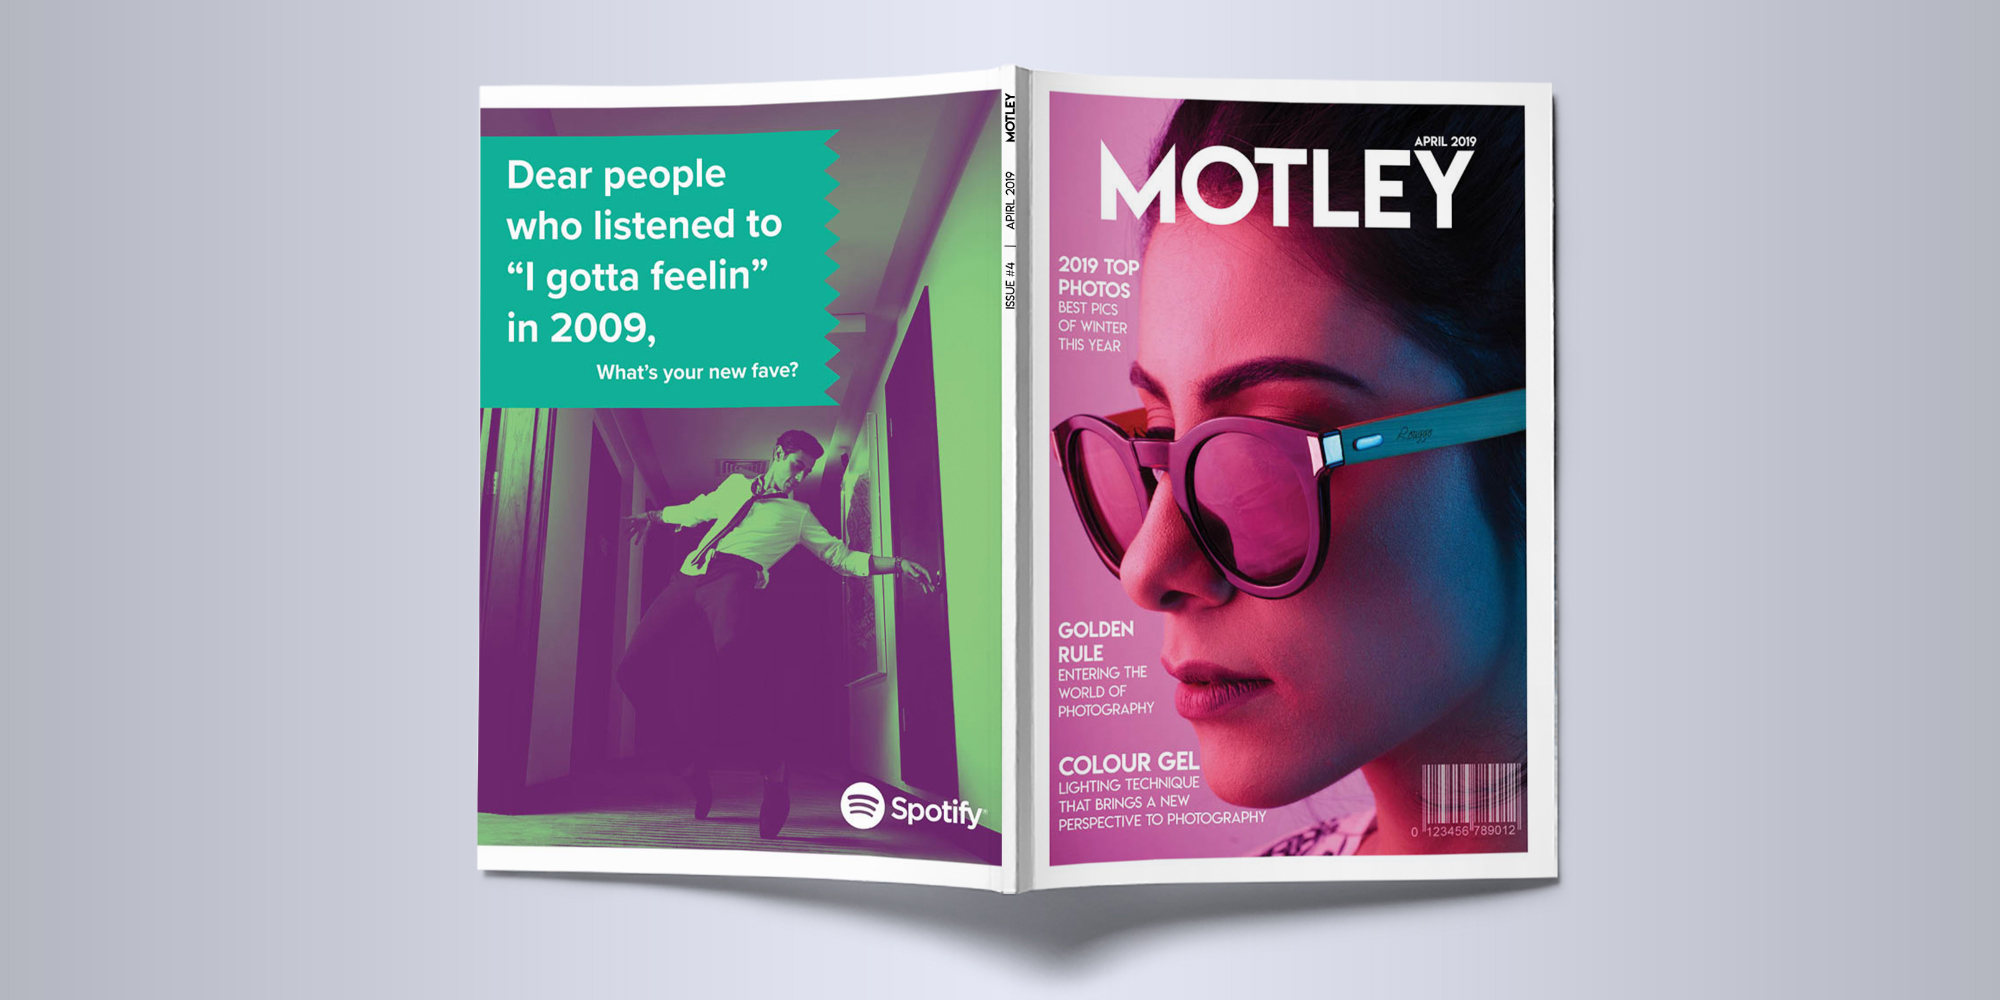 Dear people
who listened to
“I gotta feelin”
in 2009,
What's your new fave?
Spotify
MOTLEY
APIRL 2019
|
ISSUE #4
APRIL 2019
MOTLEY
2019 TOP
PHOTOS
BEST PICS
OF WINTER
THIS YEAR
GOLDEN
RULE
ENTERING THE
WORLD OF
PHOTOGRAPHY
COLOUR GEL
LIGHTING TECHNIQUE
THAT BRINGS A NEW
PERSPECTIVE TO PHOTOGRAPHY
0 123456 789012